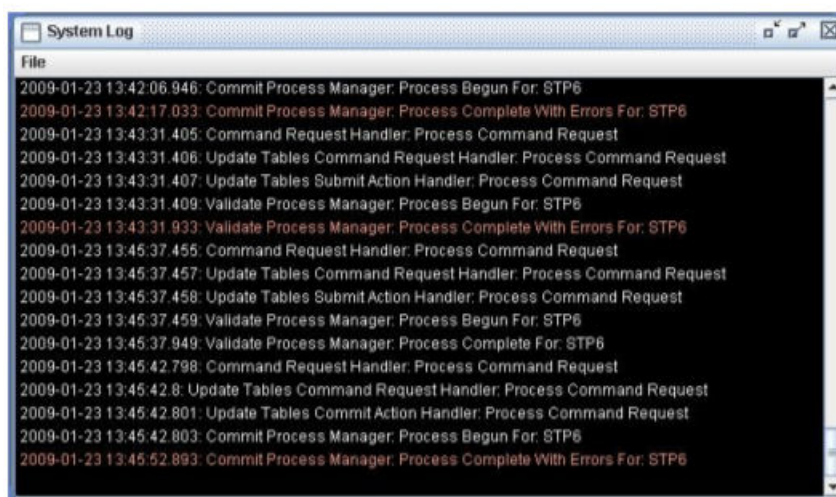 System Log
File
2009-01-23 13:42:06.946: Commit Process Manager: Process Begun For: STP6
2009-01-23 13:42:17.033: Commit Process Manager: Process Complete With Errors For: STP6
2009-01-23 13:43:31.405: Command Request Handler: Process Command Request
2009-01-23 13:43:31.406: Update Tables Command Request Handler: Process Command Request
2009-01-23 13:43:31.407: Update Tables Submit Action Handler: Process Command Request
2009-01-23 13:43:31.409: Validate Process Manager: Process Begun For: STP6
2009-01-23 13:43:31.933: Validate Process Manager: Process Complete With Errors For: STP6
2009-01-23 13:45:37.455: Command Request Handler: Process Command Request
2009-01-23 13:45:37.457: Update Tables Command Request Handler: Process Command Request
2009-01-23 13:45:37.458: Update Tables Submit Action Handler: Process Command Request
2009-01-23 13:45:37.459: Validate Process Manager: Process Begun For: STP6
2009-01-23 13:45:37.949: Validate Process Manager: Process Complete For: STP6
2009-01-23 13:45:42.798: Command Request Handler: Process Command Request
2009-01-23 13:45:42.8: Update Tables Command Request Handler: Process Command Request
2009-01-23 13:45:42.801: Update Tables Commit Action Handler: Process Command Request
2009-01-23 13:45:42.803: Commit Process Manager: Process Begun For: STP6
2009-01-23 13:45:52.893: Commit Process Manager: Process Complete With Errors For: STP6